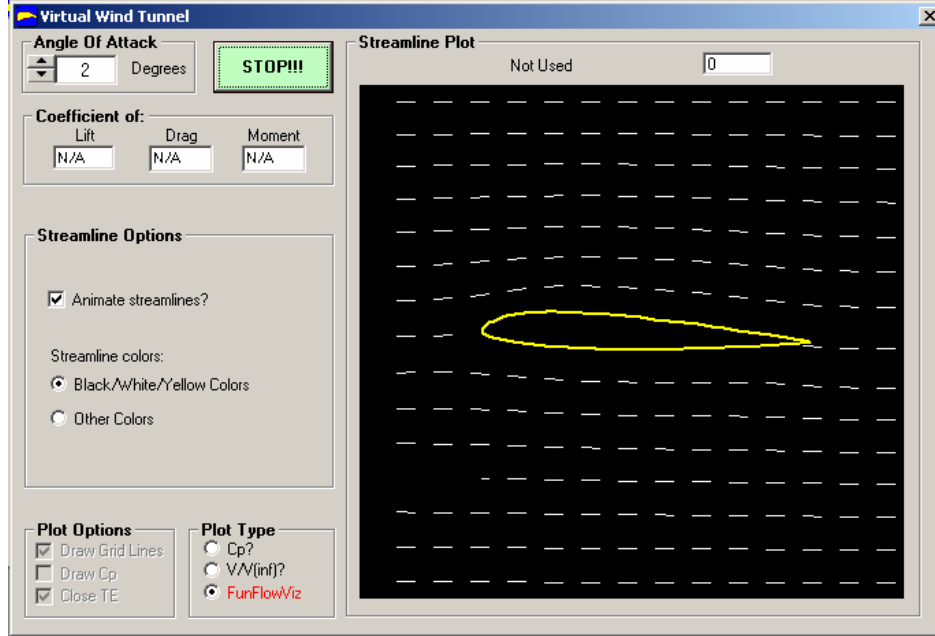 Virtual Wind Tunnel
Angle Of Attack
2 Degrees
STOP!!!
Coefficient of:
Lift Drag Moment
N/A N/A N/A
Streamline Options
Animate streamlines?
Streamline colors:
Black/White/Yellow Colors
Other Colors
Plot Options
Draw Grid Lines
Draw Cp
Close TE
Plot Type
Cp?
V/V(inf)?
FunFlowViz
Streamline Plot
Not Used 0